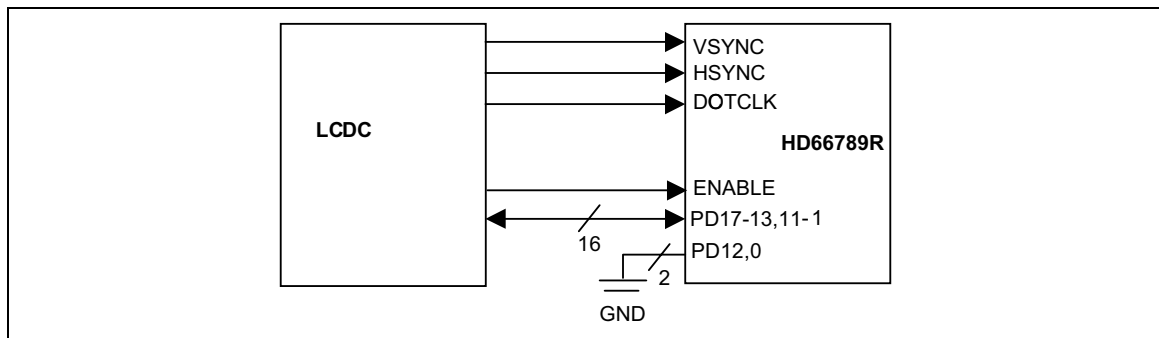 VSYNC
HSYNC
DOTCLK
LCDC
HD66789R
ENABLE
PD17-13,11-1
16
PD12,0
2
GND